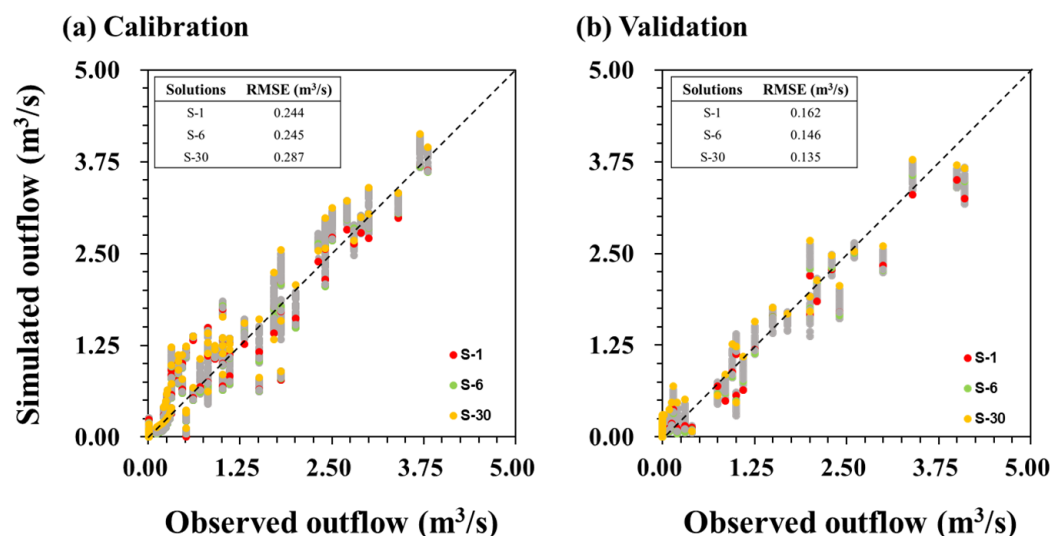 (a) Calibration
(b) Validation
Simulated outflow (m³/s)
5.00
3.75
2.50
1.25
0.00
Solutions RMSE (m³/s)
S-1 0.244
S-6 0.245
S-30 0.287
S-1
S-6
S-30
0.00 1.25 2.50 3.75 5.00
Observed outflow (m³/s)
5.00
3.75
2.50
1.25
0.00
Solutions RMSE (m³/s)
S-1 0.162
S-6 0.146
S-30 0.135
S-1
S-6
S-30
0.00 1.25 2.50 3.75 5.00
Observed outflow (m³/s)